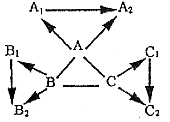 A₁ A₂
A
B₁ C₁
B C
B₂ C₂